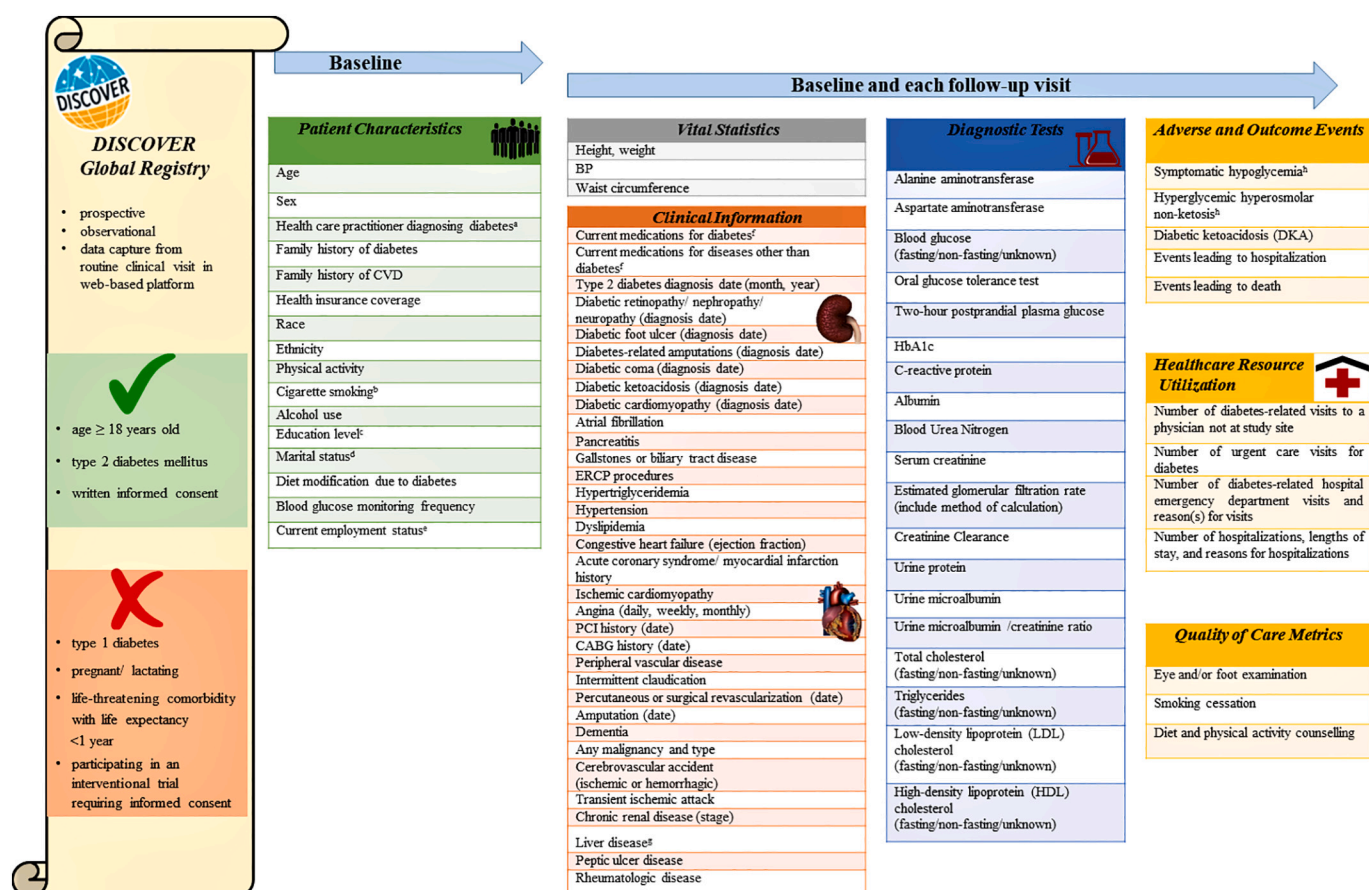 DISCOVER
DISCOVER
Global Registry
• prospective
• observational
• data capture from
routine clinical visit in
web-based platform
• age ≥ 18 years old
• type 2 diabetes mellitus
• written informed consent
• type 1 diabetes
• pregnant/ lactating
• life-threatening comorbidity
with life expectancy
<1 year
• participating in an
interventional trial
requiring informed consent
Baseline
Patient Characteristics
Age
Sex
Health care practitioner diagnosing diabetesᵃ
Family history of diabetes
Family history of CVD
Health insurance coverage
Race
Ethnicity
Physical activity
Cigarette smokingᵇ
Alcohol use
Education levelᶜ
Marital statusᵈ
Diet modification due to diabetes
Blood glucose monitoring frequency
Current employment statusᵉ
Baseline and each follow-up visit
Vital Statistics
Height, weight
BP
Waist circumference
Clinical Information
Current medications for diabetesᶠ
Current medications for diseases other than
diabetesᶠ
Type 2 diabetes diagnosis date (month, year)
Diabetic retinopathy/ nephropathy/
neuropathy (diagnosis date)
Diabetic foot ulcer (diagnosis date)
Diabetes-related amputations (diagnosis date)
Diabetic coma (diagnosis date)
Diabetic ketoacidosis (diagnosis date)
Diabetic cardiomyopathy (diagnosis date)
Atrial fibrillation
Pancreatitis
Gallstones or biliary tract disease
ERCP procedures
Hypertriglyceridemia
Hypertension
Dyslipidemia
Congestive heart failure (ejection fraction)
Acute coronary syndrome/ myocardial infarction
history
Ischemic cardiomyopathy
Angina (daily, weekly, monthly)
PCI history (date)
CABG history (date)
Peripheral vascular disease
Intermittent claudication
Percutaneous or surgical revascularization (date)
Amputation (date)
Dementia
Any malignancy and type
Cerebrovascular accident
(ischemic or hemorrhagic)
Transient ischemic attack
Chronic renal disease (stage)
Liver diseaseᵍ
Peptic ulcer disease
Rheumatologic disease
Diagnostic Tests
Alanine aminotransferase
Aspartate aminotransferase
Blood glucose
(fasting/non-fasting/unknown)
Oral glucose tolerance test
Two-hour postprandial plasma glucose
HbA1c
C-reactive protein
Albumin
Blood Urea Nitrogen
Serum creatinine
Estimated glomerular filtration rate
(include method of calculation)
Creatinine Clearance
Urine protein
Urine microalbumin
Urine microalbumin /creatinine ratio
Total cholesterol
(fasting/non-fasting/unknown)
Triglycerides
(fasting/non-fasting/unknown)
Low-density lipoprotein (LDL)
cholesterol
(fasting/non-fasting/unknown)
High-density lipoprotein (HDL)
cholesterol
(fasting/non-fasting/unknown)
Adverse and Outcome Events
Symptomatic hypoglycemiaʰ
Hyperglycemic hyperosmolar
non-ketosisʰ
Diabetic ketoacidosis (DKA)
Events leading to hospitalization
Events leading to death
Healthcare Resource
Utilization
Number of diabetes-related visits to a
physician not at study site
Number of urgent care visits for
diabetes
Number of diabetes-related hospital
emergency department visits and
reason(s) for visits
Number of hospitalizations, lengths of
stay, and reasons for hospitalizations
Quality of Care Metrics
Eye and/or foot examination
Smoking cessation
Diet and physical activity counselling